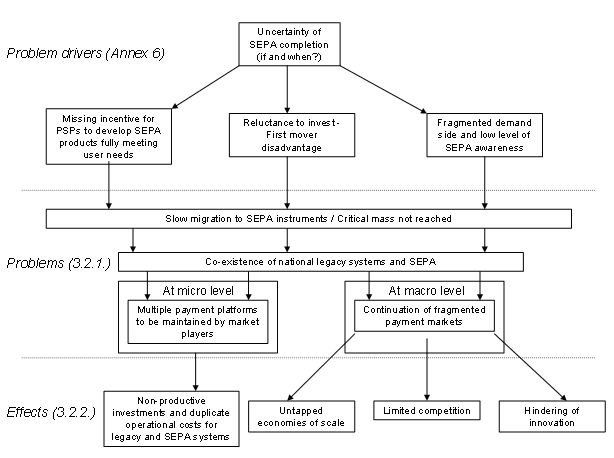 Problem drivers (Annex 6)
Uncertainty of
SEPA completion
(if and when?)
Missing incentive for
PSPs to develop SEPA
products fully meeting
user needs
Reluctance to invest -
First mover
disadvantage
Fragmented demand
side and low level of
SEPA awareness
Slow migration to SEPA instruments / Critical mass not reached
Problems (3.2.1.)
Co-existence of national legacy systems and SEPA
At micro level
Multiple payment platforms
to be maintained by market
players
At macro level
Continuation of fragmented
payment markets
Effects (3.2.2.)
Non-productive
investments and duplicate
operational costs for
legacy and SEPA systems
Untapped
economies of scale
Limited competition
Hindering of
innovation